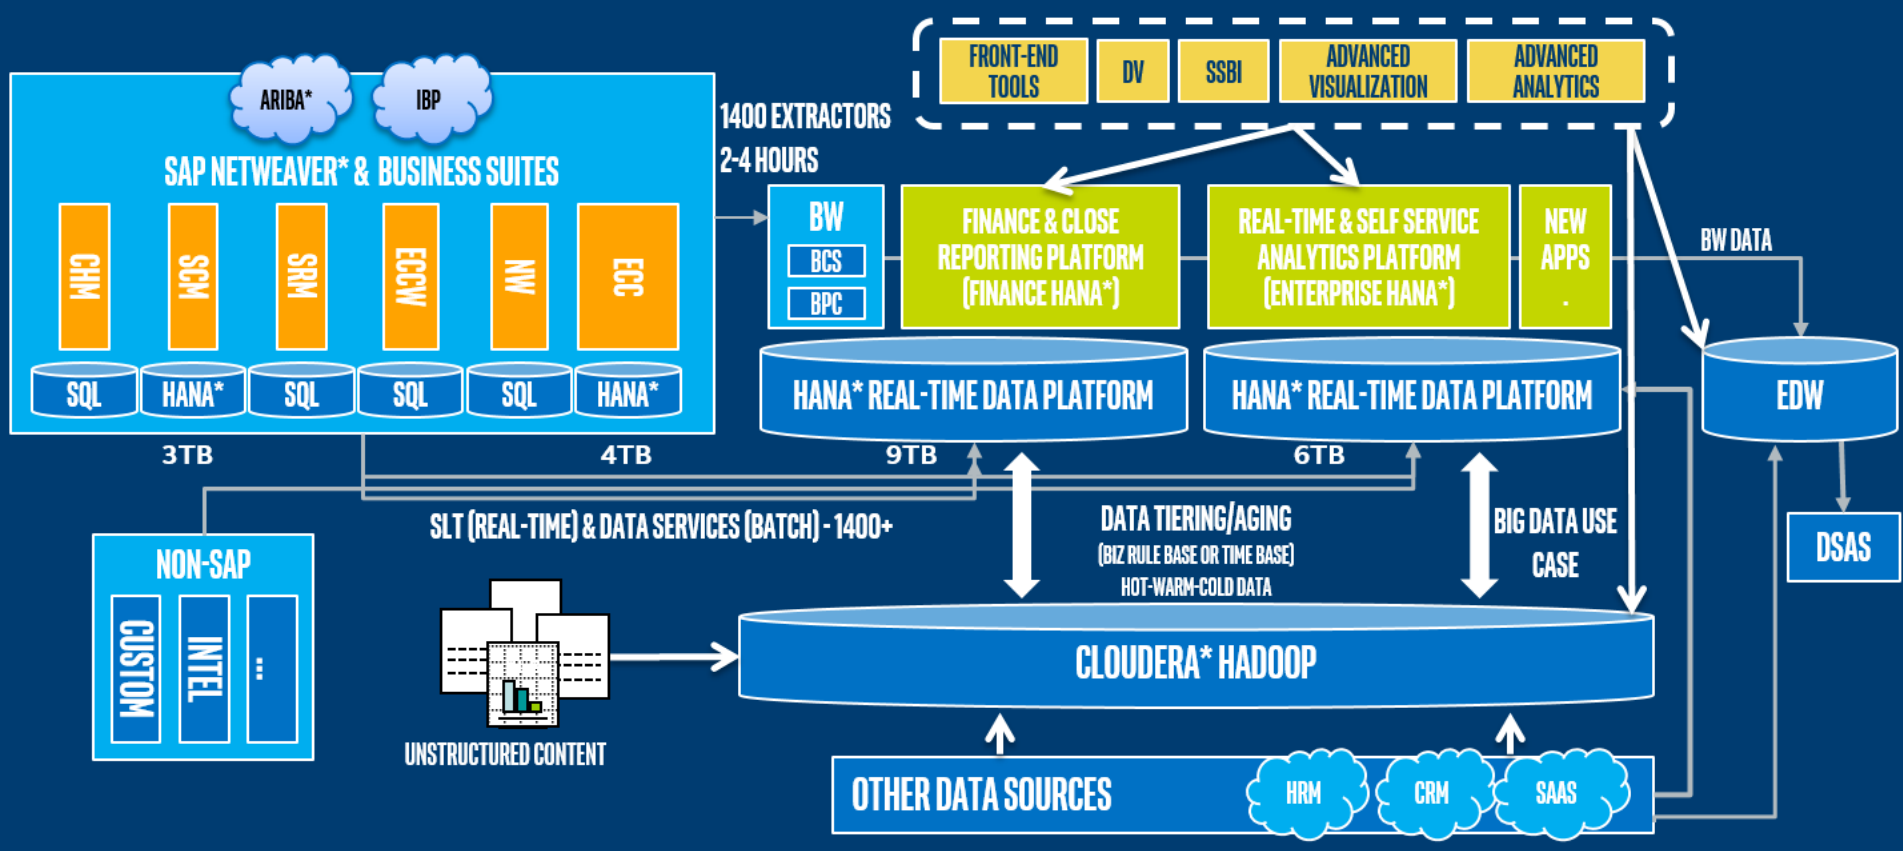 FRONT-END
TOOLS
DV
SSBI
ADVANCED
VISUALIZATION
ADVANCED
ANALYTICS
ARIBA*
IBP
SAP NETWEAVER* & BUSINESS SUITES
CHM
SCM
SRM
ECCW
NW
ECC
SQL
HANA*
SQL
SQL
SQL
HANA*
3TB
4TB
1400 EXTRACTORS
2-4 HOURS
BW
BCS
BPC
FINANCE & CLOSE
REPORTING PLATFORM
(FINANCE HANA*)
REAL-TIME & SELF SERVICE
ANALYTICS PLATFORM
(ENTERPRISE HANA*)
NEW
APPS
.
BW DATA
HANA* REAL-TIME DATA PLATFORM
HANA* REAL-TIME DATA PLATFORM
EDW
9TB
6TB
SLT (REAL-TIME) & DATA SERVICES (BATCH) - 1400+
DATA TIERING/AGING
(BIZ RULE BASE OR TIME BASE)
HOT-WARM-COLD DATA
BIG DATA USE
CASE
DSAS
NON-SAP
CUSTOM
INTEL
...
UNSTRUCTURED CONTENT
CLOUDERA* HADOOP
OTHER DATA SOURCES
HRM
CRM
SAAS